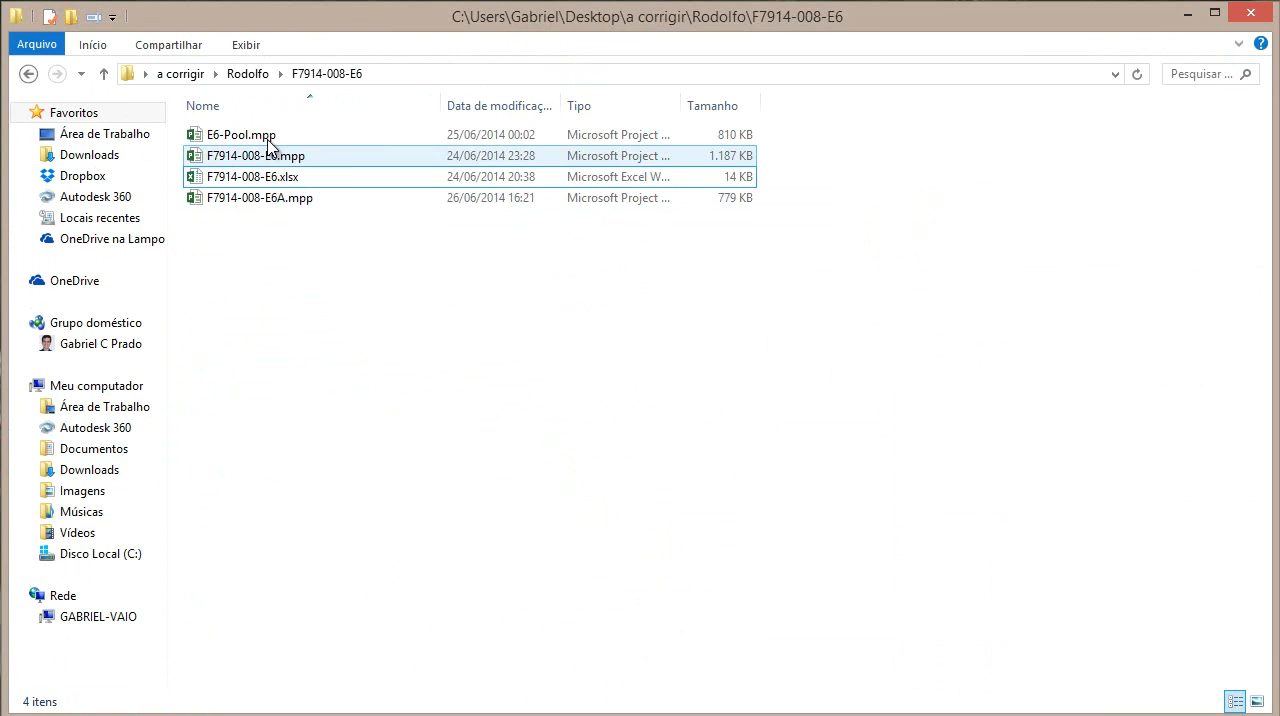 C:\Users\Gabriel\Desktop\a corrigir\Rodolfo\F7914-008-E6
Arquivo Início Compartilhar Exibir
a corrigir Rodolfo F7914-008-E6 Pesquisar ...
Nome Data de modificaç... Tipo Tamanho
E6-Pool.mpp 25/06/2014 00:02 Microsoft Project ... 810 KB
F7914-008-E6.mpp 24/06/2014 23:28 Microsoft Project ... 1.187 KB
F7914-008-E6.xlsx 24/06/2014 20:38 Microsoft Excel W... 14 KB
F7914-008-E6A.mpp 26/06/2014 16:21 Microsoft Project ... 779 KB
Favoritos
Área de Trabalho
Downloads
Dropbox
Autodesk 360
Locais recentes
OneDrive na Lampo
OneDrive
Grupo doméstico
Gabriel C Prado
Meu computador
Área de Trabalho
Autodesk 360
Documentos
Downloads
Imagens
Músicas
Vídeos
Disco Local (C:)
Rede
GABRIEL-VAIO
4 itens